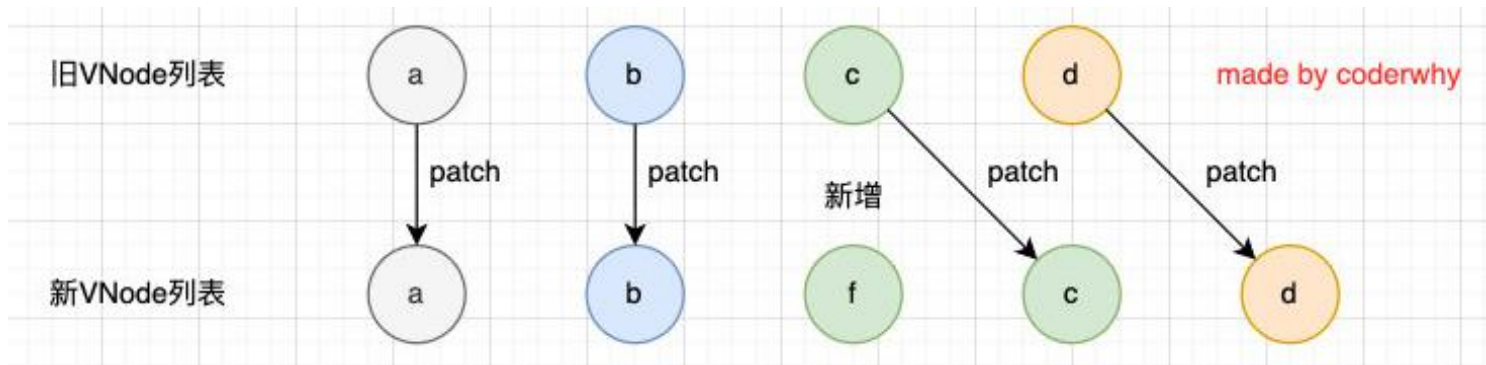 旧VNode列表 a b c d made by coderwhy
patch patch 新增 patch patch
新VNode列表 a b f c d